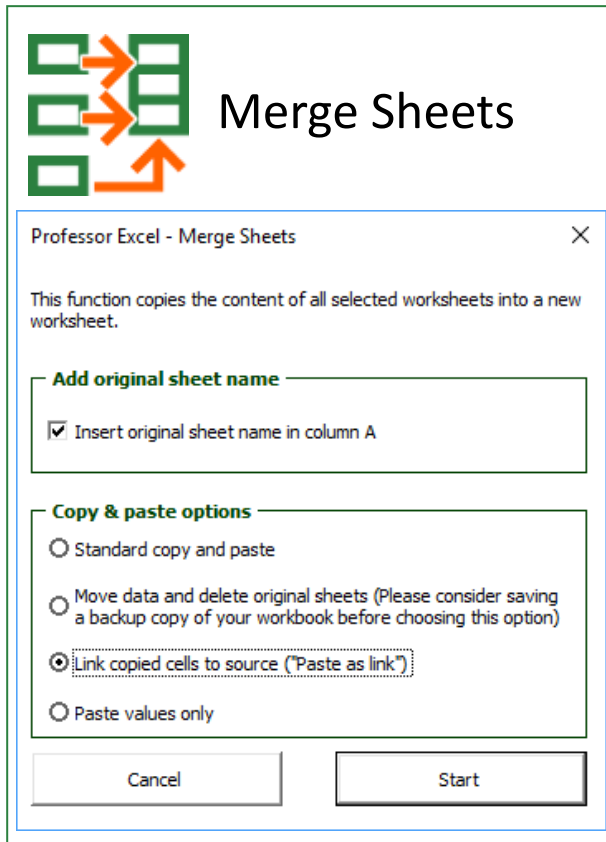 Merge Sheets
Professor Excel - Merge Sheets
This function copies the content of all selected worksheets into a new
worksheet.
Add original sheet name
Insert original sheet name in column A
Copy & paste options
Standard copy and paste
Move data and delete original sheets (Please consider saving
a backup copy of your workbook before choosing this option)
Link copied cells to source ("Paste as link")
Paste values only
Cancel
Start